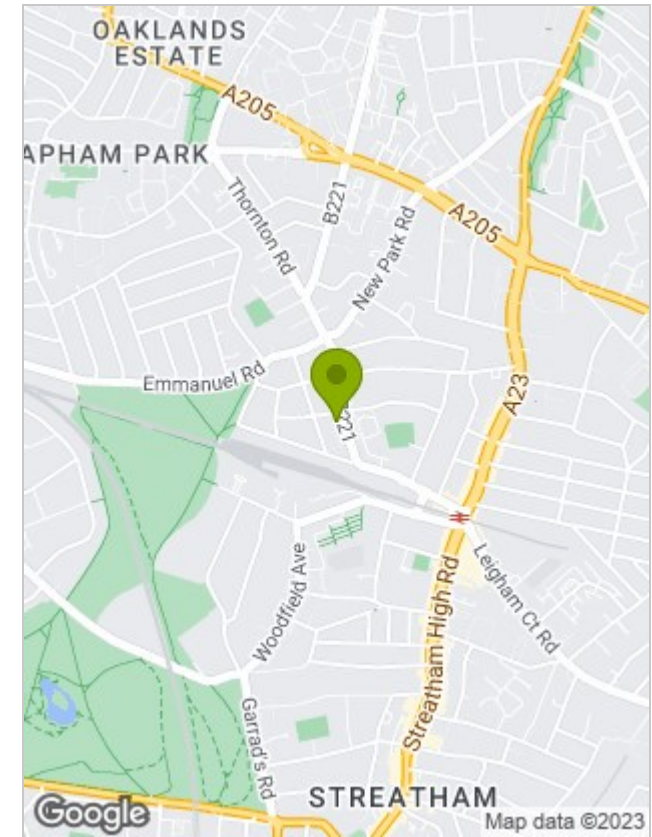 OAKLANDS
ESTATE
A205
APHAM PARK
Thornton Rd
B221
New Park Rd
A205
Emmanuel Rd
A23
221
Woodfield Ave
Leigham Ct Rd
Streatham High Rd
Garrad's Rd
STREATHAM
Google
Map data ©2023